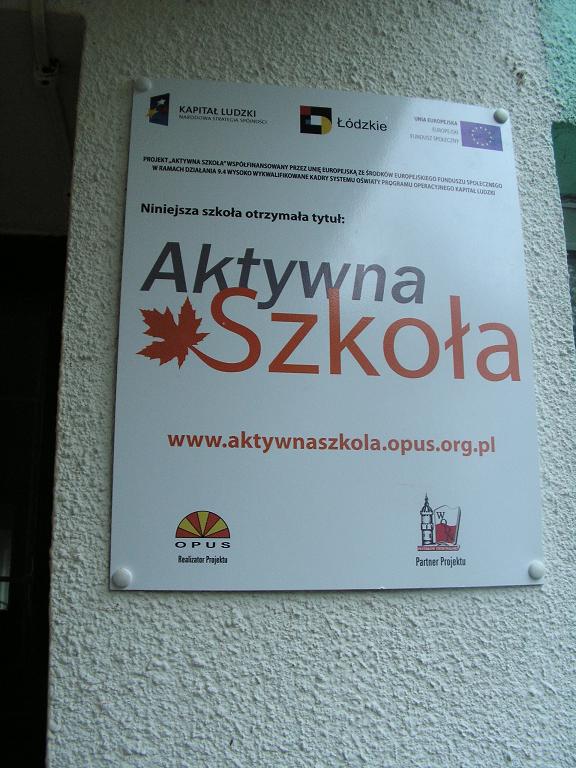 KAPITAŁ LUDZKI
NARODOWA STRATEGIA SPÓJNOŚCI
Łódzkie
UNIA EUROPEJSKA
EUROPEJSKI
FUNDUSZ SPOŁECZNY
PROJEKT „AKTYWNA SZKOŁA" WSPÓŁFINANSOWANY PRZEZ UNIĘ EUROPEJSKĄ ZE ŚRODKÓW EUROPEJSKIEGO FUNDUSZU SPOŁECZNEGO
W RAMACH DZIAŁANIA 9.4 WYSOKO WYKWALIFIKOWANE KADRY SYSTEMU OŚWIATY PROGRAMU OPERACYJNEGO KAPITAŁ LUDZKI
Niniejsza szkoła otrzymała tytuł:
Aktywna
Szkoła
www.aktywnaszkola.opus.org.pl
OPUS
Realizator Projektu
Partner Projektu